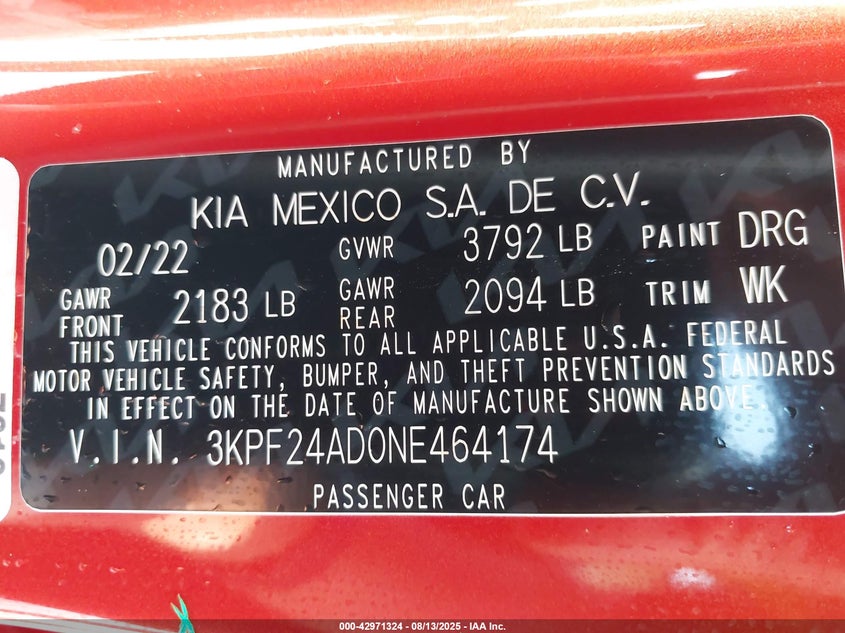 MANUFACTURED BY
KIA MEXICO S.A. DE C.V.
02/22 GVWR 3792 LB PAINT DRG
GAWR FRONT 2183 LB GAWR REAR 2094 LB TRIM WK
THIS VEHICLE CONFORMS TO ALL APPLICABLE U.S.A. FEDERAL
MOTOR VEHICLE SAFETY, BUMPER, AND THEFT PREVENTION STANDARDS
IN EFFECT ON THE DATE OF MANUFACTURE SHOWN ABOVE.
V.I.N. 3KPF24AD0NE464174
PASSENGER CAR
000-42971324 | 08/13/2025 - IAA Inc.